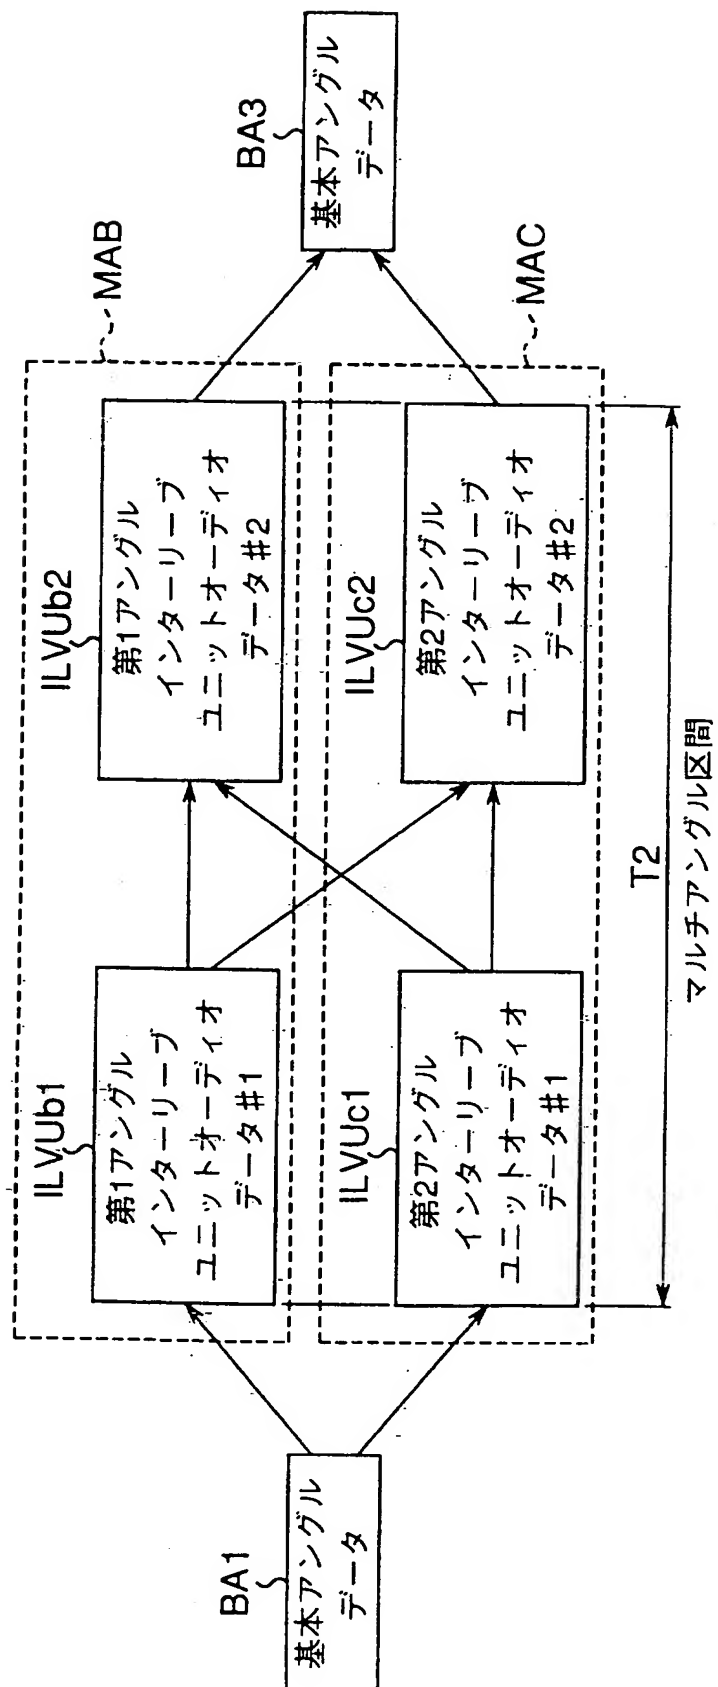 BA1
基本アングル
データ
MAB
ILVUb1
第1アングル
インターリーブ
ユニットオーディオ
データ#1
ILVUb2
第1アングル
インターリーブ
ユニットオーディオ
データ#2
ILVUc1
第2アングル
インターリーブ
ユニットオーディオ
データ#1
ILVUc2
第2アングル
インターリーブ
ユニットオーディオ
データ#2
MAC
BA3
基本アングル
データ
T2
マルチアングル区間